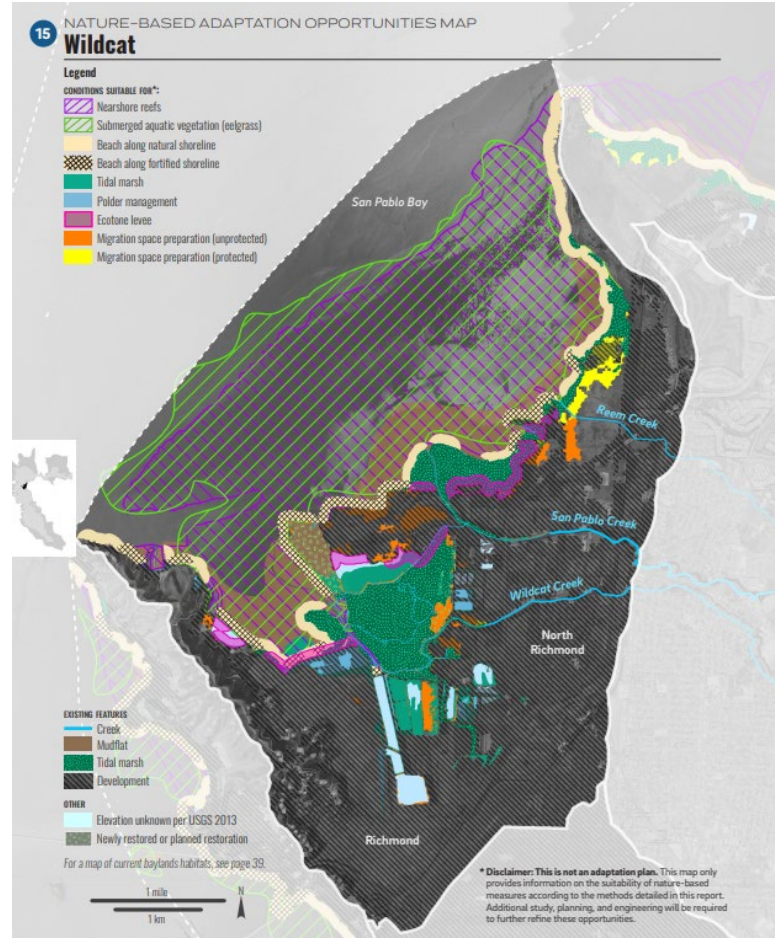 15
NATURE-BASED ADAPTATION OPPORTUNITIES MAP
Wildcat
Legend
CONDITIONS SUITABLE FOR*:
Nearshore reefs
Submerged aquatic vegetation (eelgrass)
Beach along natural shoreline
Beach along fortified shoreline
Tidal marsh
Polder management
Ecotone levee
Migration space preparation (unprotected)
Migration space preparation (protected)
San Pablo Bay
Reem Creek
San Pablo Creek
Wildcat Creek
North
Richmond
Richmond
EXISTING FEATURES
Creek
Mudflat
Tidal marsh
Development
OTHER
Elevation unknown per USGS 2013
Newly restored or planned restoration
For a map of current baylands habitats, see page 39.
1 mile
1 km
N
* Disclaimer: This is not an adaptation plan. This map only
provides information on the suitability of nature-based
measures according to the methods detailed in this report.
Additional study, planning, and engineering will be required
to further refine these opportunities.